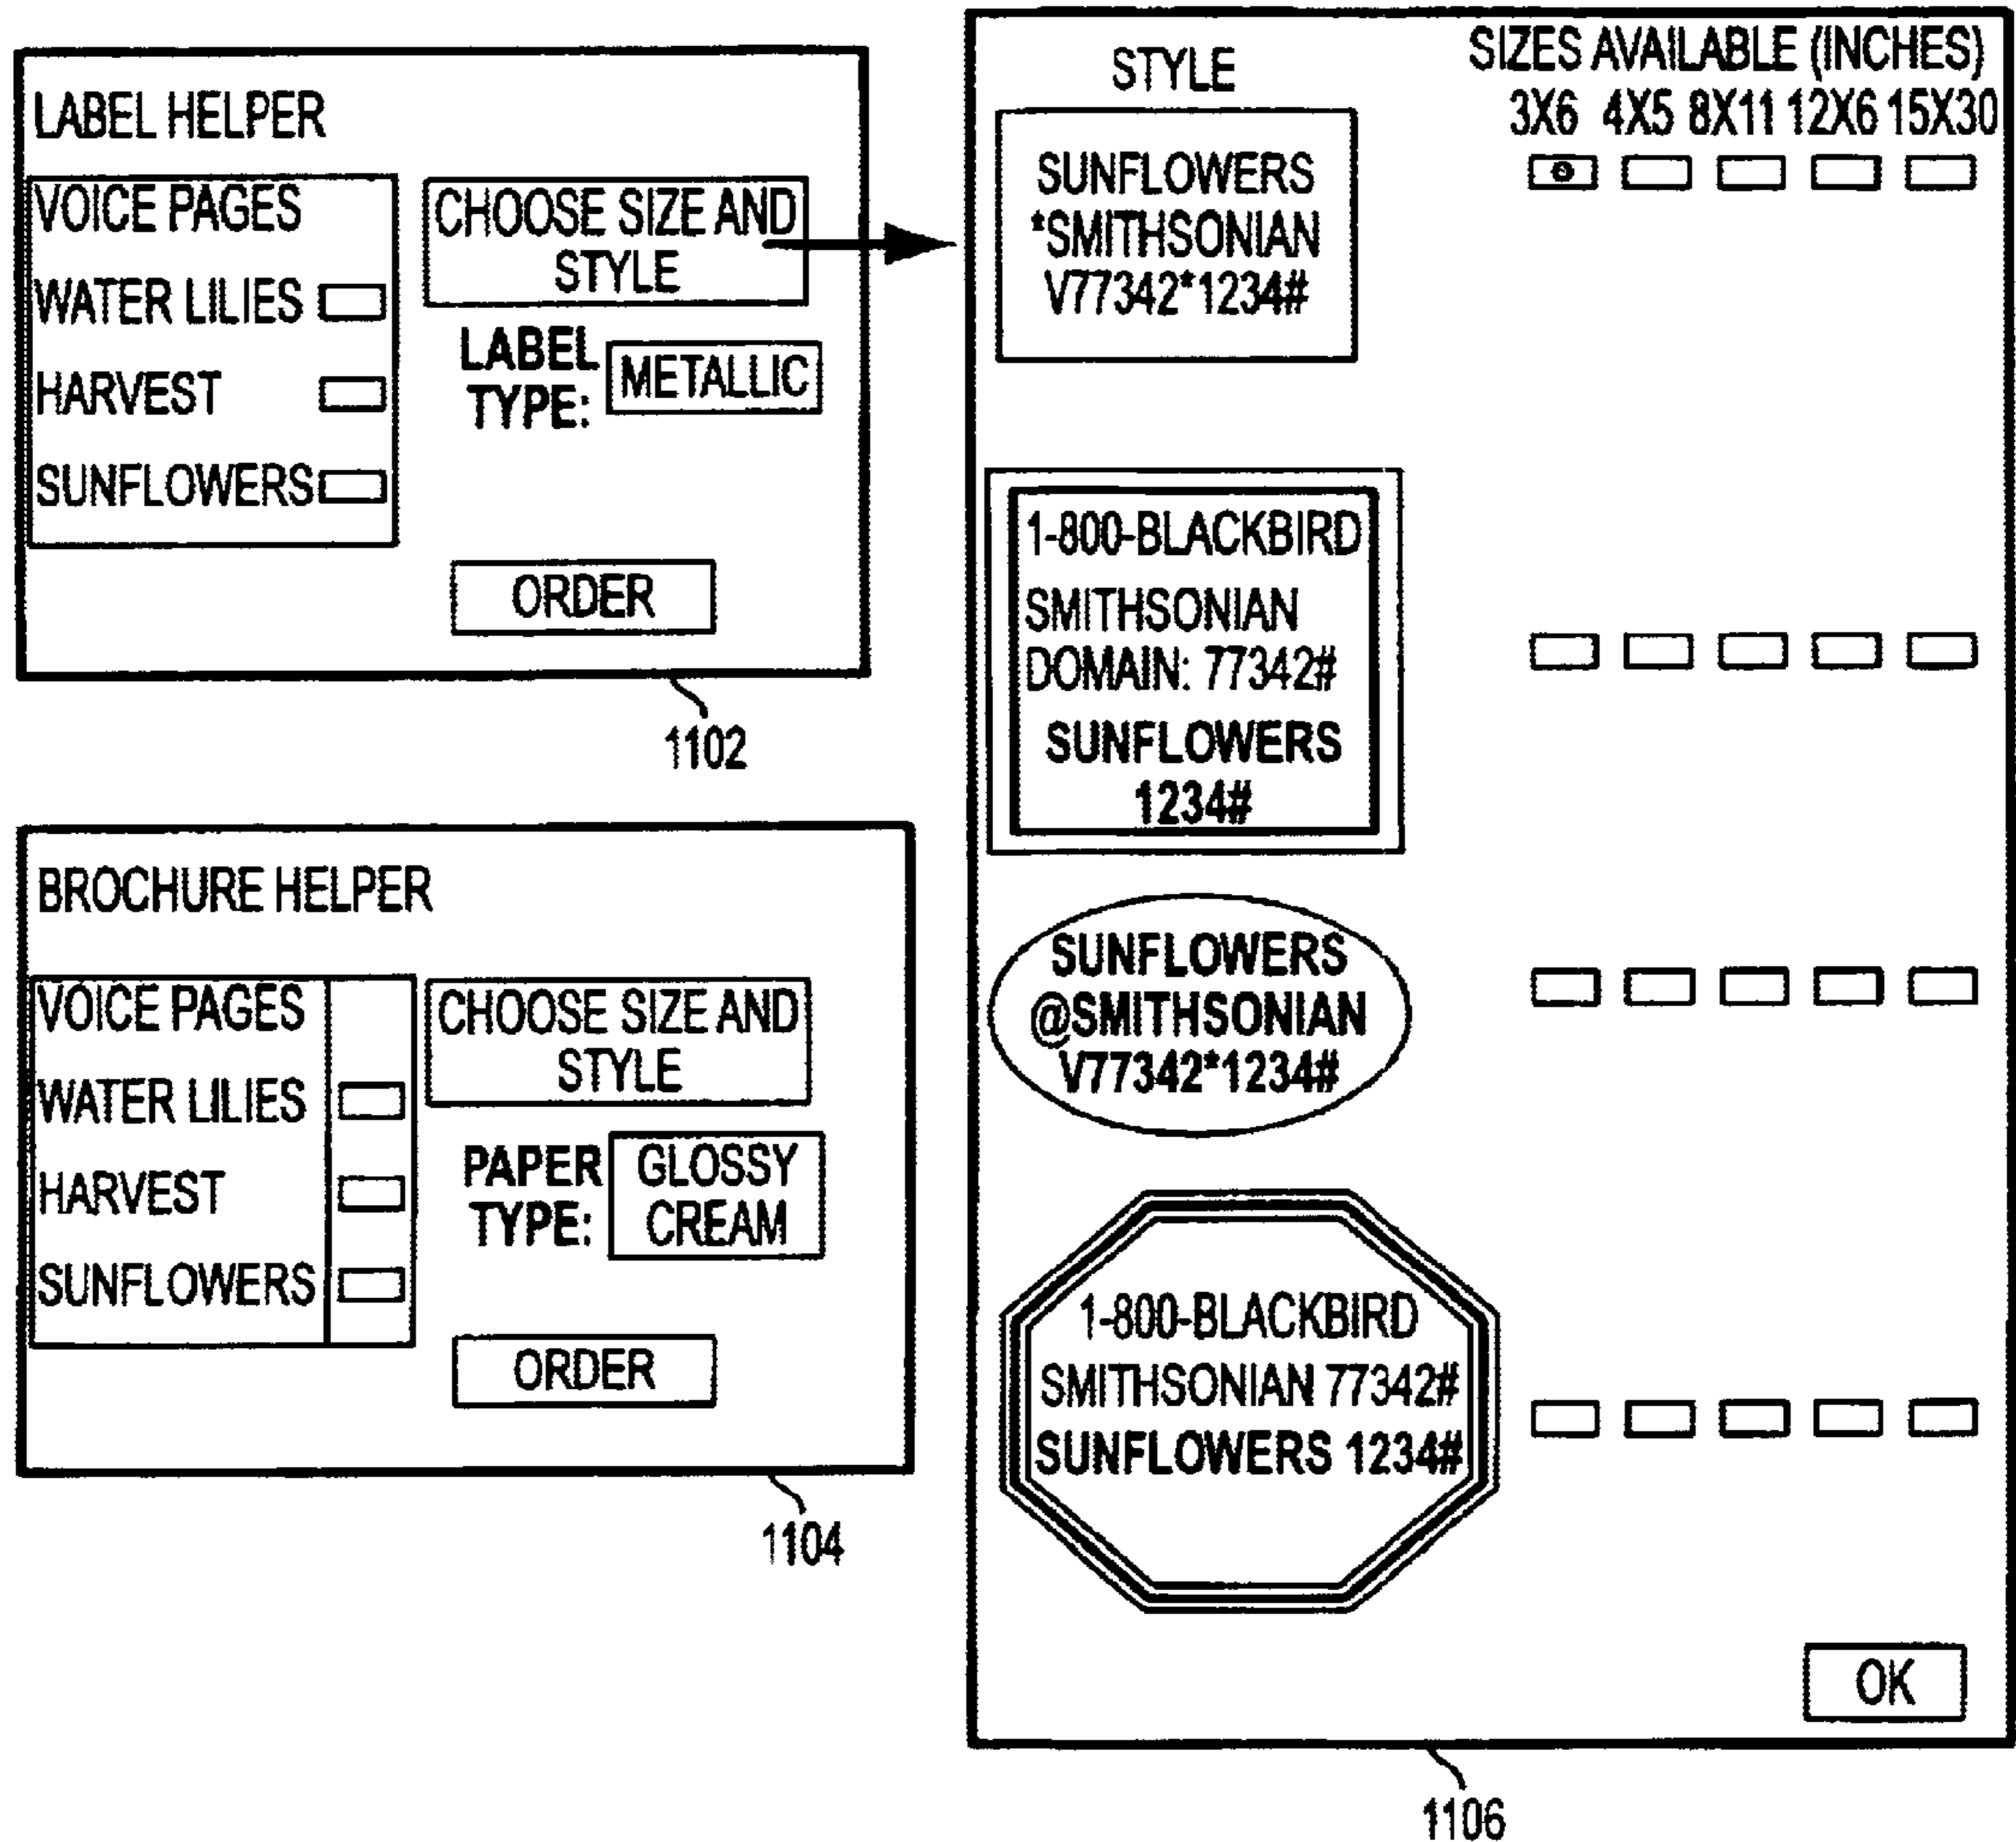 LABEL HELPER
VOICE PAGES
WATER LILIES
HARVEST
SUNFLOWERS
CHOOSE SIZE AND
STYLE
LABEL
TYPE:
METALLIC
ORDER
1102
BROCHURE HELPER
VOICE PAGES
WATER LILIES
HARVEST
SUNFLOWERS
CHOOSE SIZE AND
STYLE
PAPER
TYPE:
GLOSSY
CREAM
ORDER
1104
STYLE
SIZES AVAILABLE (INCHES)
3X6 4X5 8X11 12X6 15X30
SUNFLOWERS
*SMITHSONIAN
V77342*1234#
1-800-BLACKBIRD
SMITHSONIAN
DOMAIN: 77342#
SUNFLOWERS
1234#
SUNFLOWERS
@SMITHSONIAN
V77342*1234#
1-800-BLACKBIRD
SMITHSONIAN 77342#
SUNFLOWERS 1234#
OK
1106